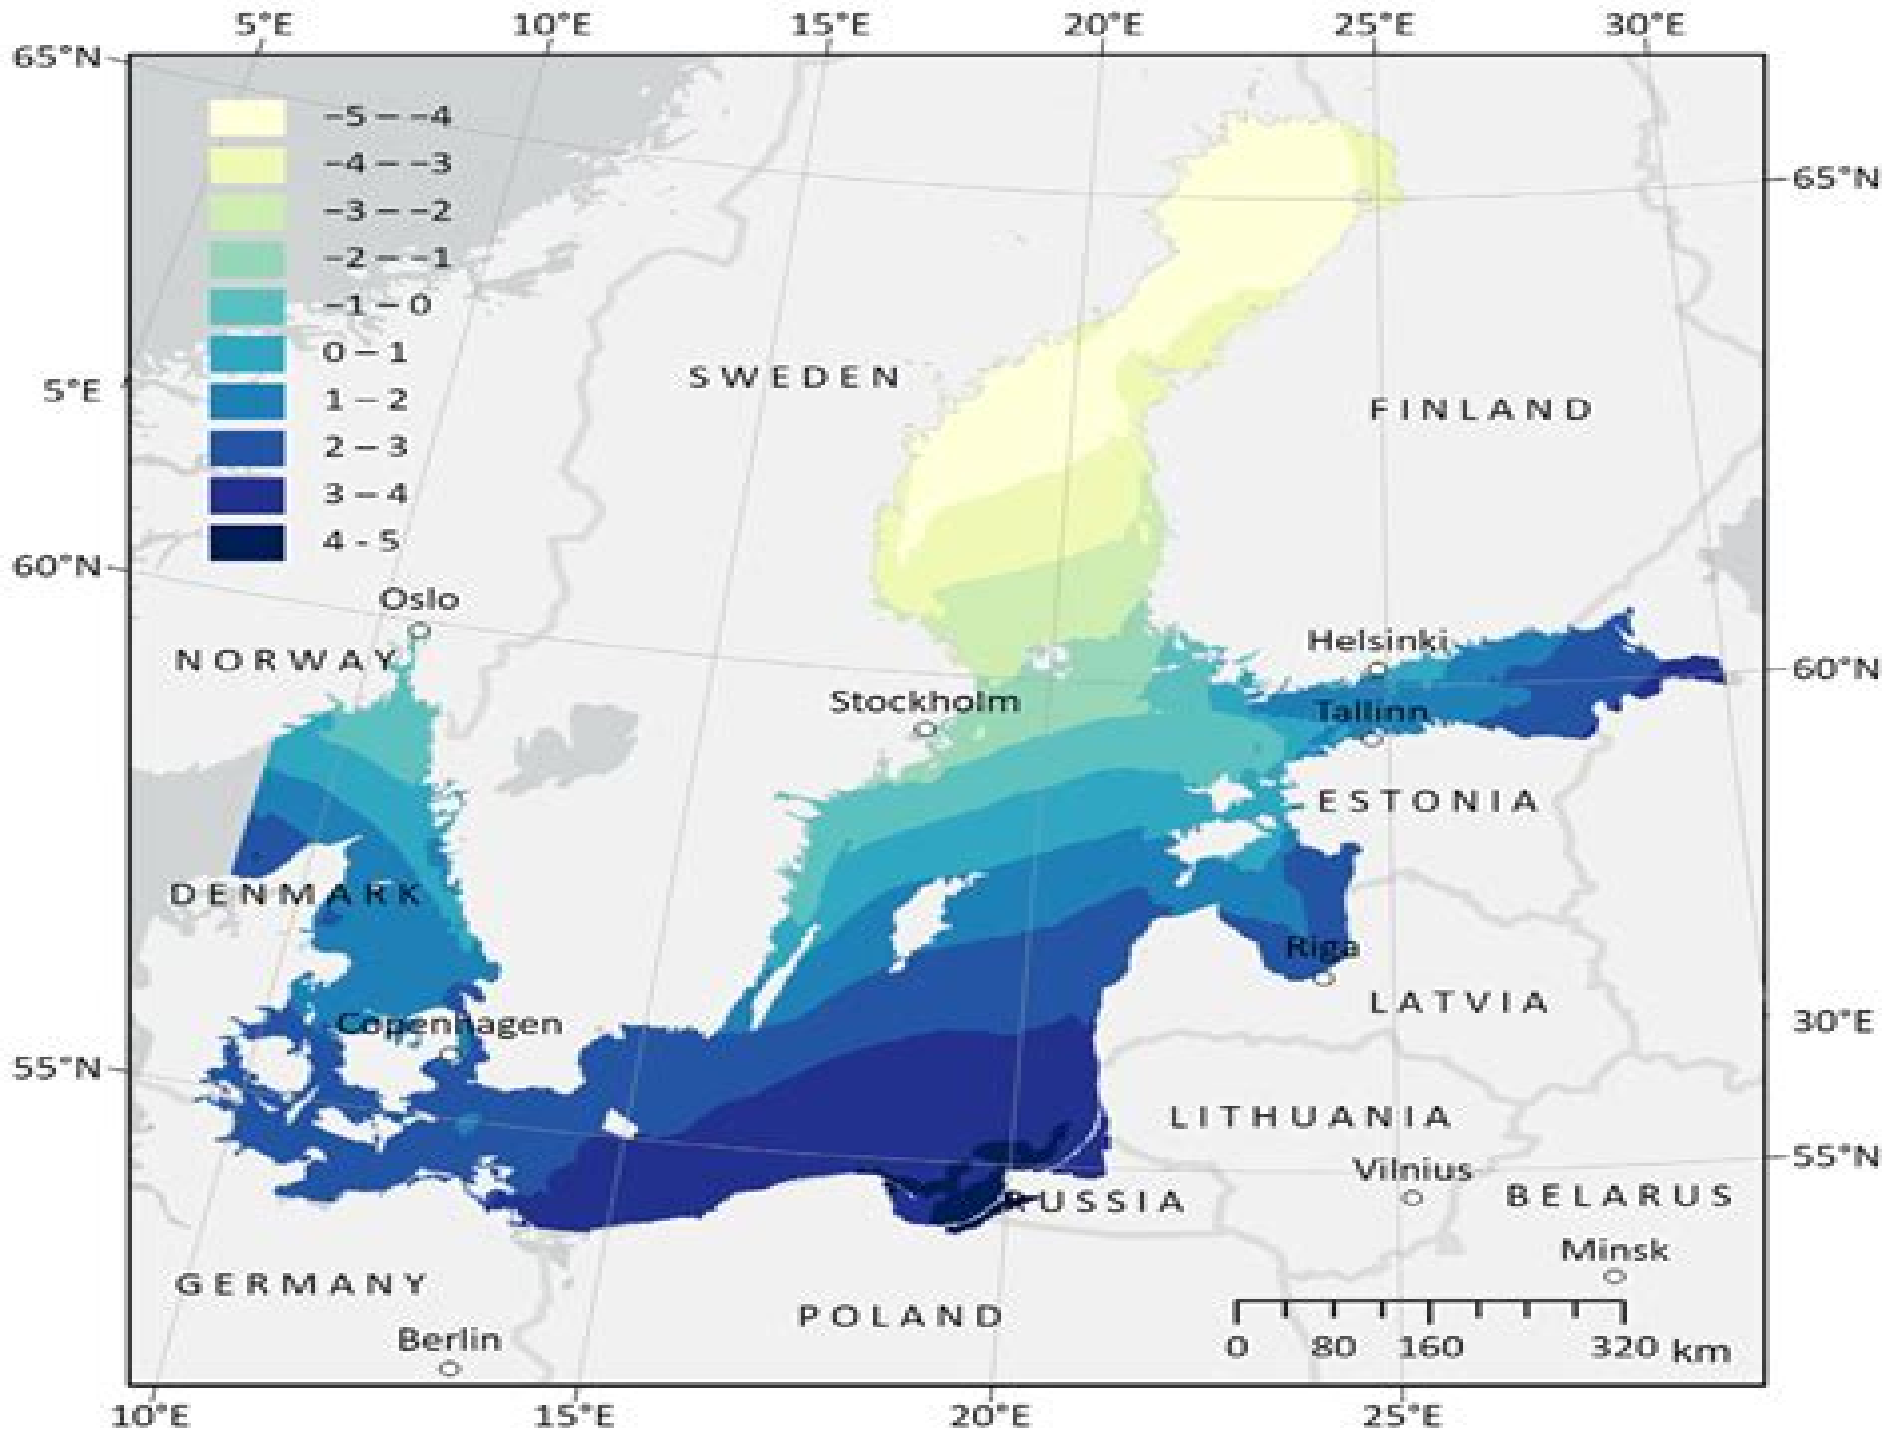 5°E 10°E 15°E 20°E 25°E 30°E
65°N
−5 – −4
−4 – −3
65°N
−3 – −2
−2 – −1
−1 – 0
0 – 1
SWEDEN
5°E
1 – 2
FINLAND
2 – 3
3 – 4
4 - 5
60°N
Oslo
Helsinki
NORWAY
60°N
Stockholm
Tallinn
ESTONIA
DENMARK
Riga
LATVIA
Copenhagen
30°E
55°N
LITHUANIA
55°N
Vilnius
RUSSIA
BELARUS
Minsk
GERMANY
POLAND
Berlin
0 80 160 320 km
10°E 15°E 20°E 25°E